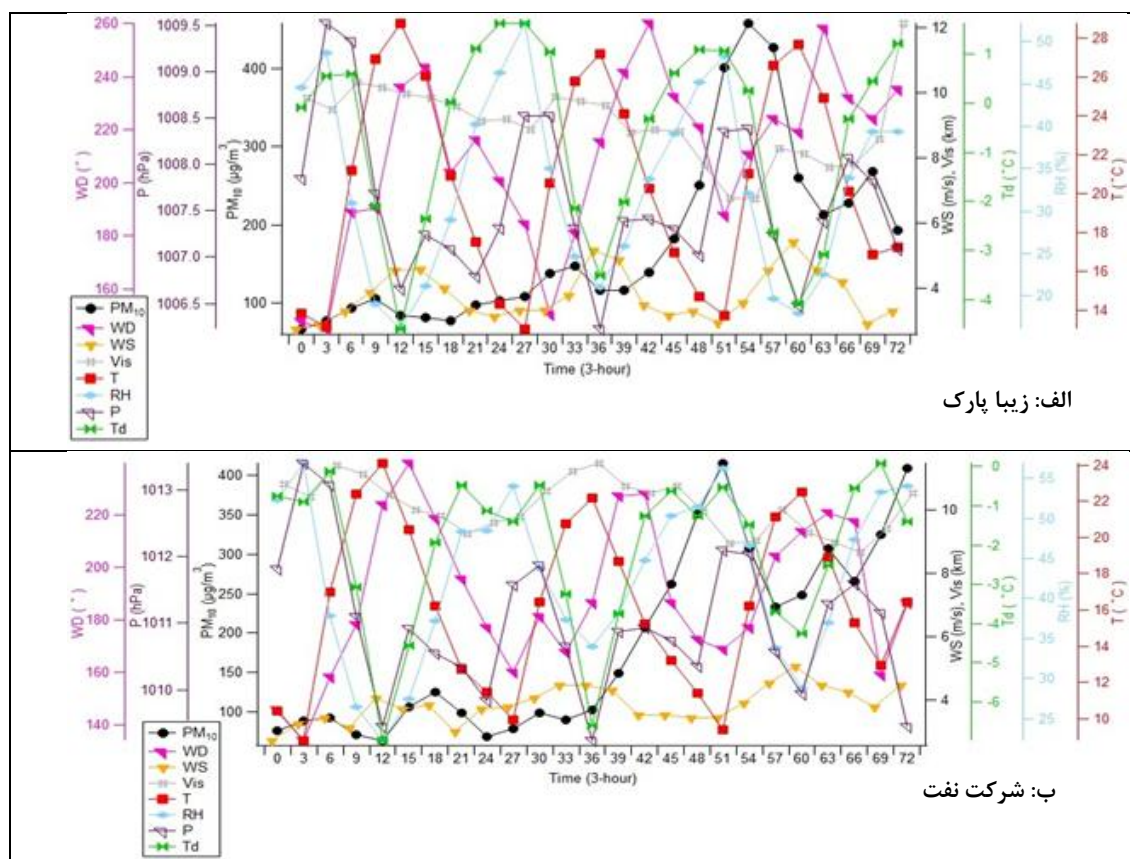 WD (°)
260
240
220
200
180
160
P (hPa)
1009.5
1009.0
1008.5
1008.0
1007.5
1007.0
1006.5
PM10 (µg/m3
400
300
200
100
WS (m/s), Vis (km)
12
10
8
6
4
Td (°C)
1
0
-1
-2
-3
-4
RH (%)
50
45
40
35
30
25
20
T (°C)
28
26
24
22
20
18
16
14
0 3 6 9 12 15 18 21 24 27 30 33 36 39 42 45 48 51 54 57 60 63 66 69 72
Time (3-hour)
PM10
WD
WS
Vis
T
RH
P
Td
الف: زیبا پارک
WD (°)
220
200
180
160
140
P (hPa)
1013
1012
1011
1010
PM10 (µg/m3
400
350
300
250
200
150
100
WS (m/s), Vis (km)
10
8
6
4
Td (°C)
0
-1
-2
-3
-4
-5
-6
RH (%)
55
50
45
40
35
30
25
T (°C)
24
22
20
18
16
14
12
10
0 3 6 9 12 15 18 21 24 27 30 33 36 39 42 45 48 51 54 57 60 63 66 69 72
Time (3-hour)
PM10
WD
WS
Vis
T
RH
P
Td
ب: شرکت نفت